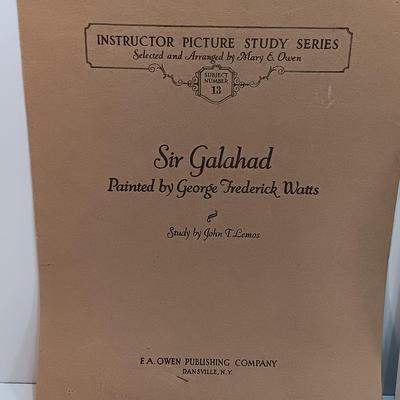 INSTRUCTOR PICTURE STUDY SERIES
Selected and Arranged by Mary E. Owen
SUBJECT
NUMBER
13
Sir Galahad
Painted by George Frederick Watts
Study by John T. Lemos
F. A. OWEN PUBLISHING COMPANY
DANSVILLE, N.Y.